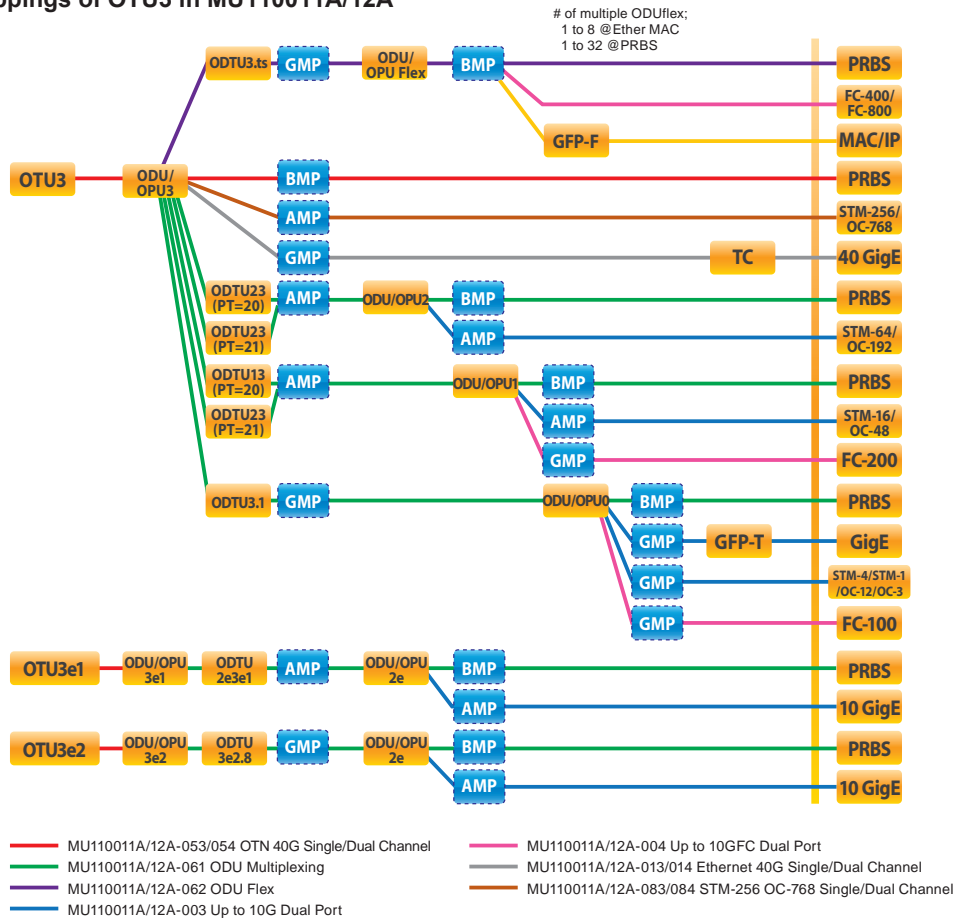 ppings of OTU3 in MU110011A/12A
# of multiple ODUflex;
1 to 8 @Ether MAC
1 to 32 @PRBS
ODTU3.ts GMP ODU/ OPU Flex BMP PRBS
FC-400/
FC-800
GFP-F MAC/IP
OTU3 ODU/ OPU3 BMP PRBS
AMP STM-256/ OC-768
GMP TC 40 GigE
ODTU23 (PT=20) AMP ODU/OPU2 BMP PRBS
ODTU23 (PT=21) AMP STM-64/ OC-192
ODTU13 (PT=20) AMP ODU/OPU1 BMP PRBS
ODTU23 (PT=21) AMP STM-16/ OC-48
GMP FC-200
ODTU3.1 GMP ODU/OPU0 BMP PRBS
GMP GFP-T GigE
GMP STM-4/STM-1 /OC-12/OC-3
GMP FC-100
OTU3e1 ODU/OPU 3e1 ODTU 2e3e1 AMP ODU/OPU 2e BMP PRBS
AMP 10 GigE
OTU3e2 ODU/OPU 3e2 ODTU 3e2.8 GMP ODU/OPU 2e BMP PRBS
AMP 10 GigE
MU110011A/12A-053/054 OTN 40G Single/Dual Channel
MU110011A/12A-061 ODU Multiplexing
MU110011A/12A-062 ODU Flex
MU110011A/12A-003 Up to 10G Dual Port
MU110011A/12A-004 Up to 10GFC Dual Port
MU110011A/12A-013/014 Ethernet 40G Single/Dual Channel
MU110011A/12A-083/084 STM-256 OC-768 Single/Dual Channel